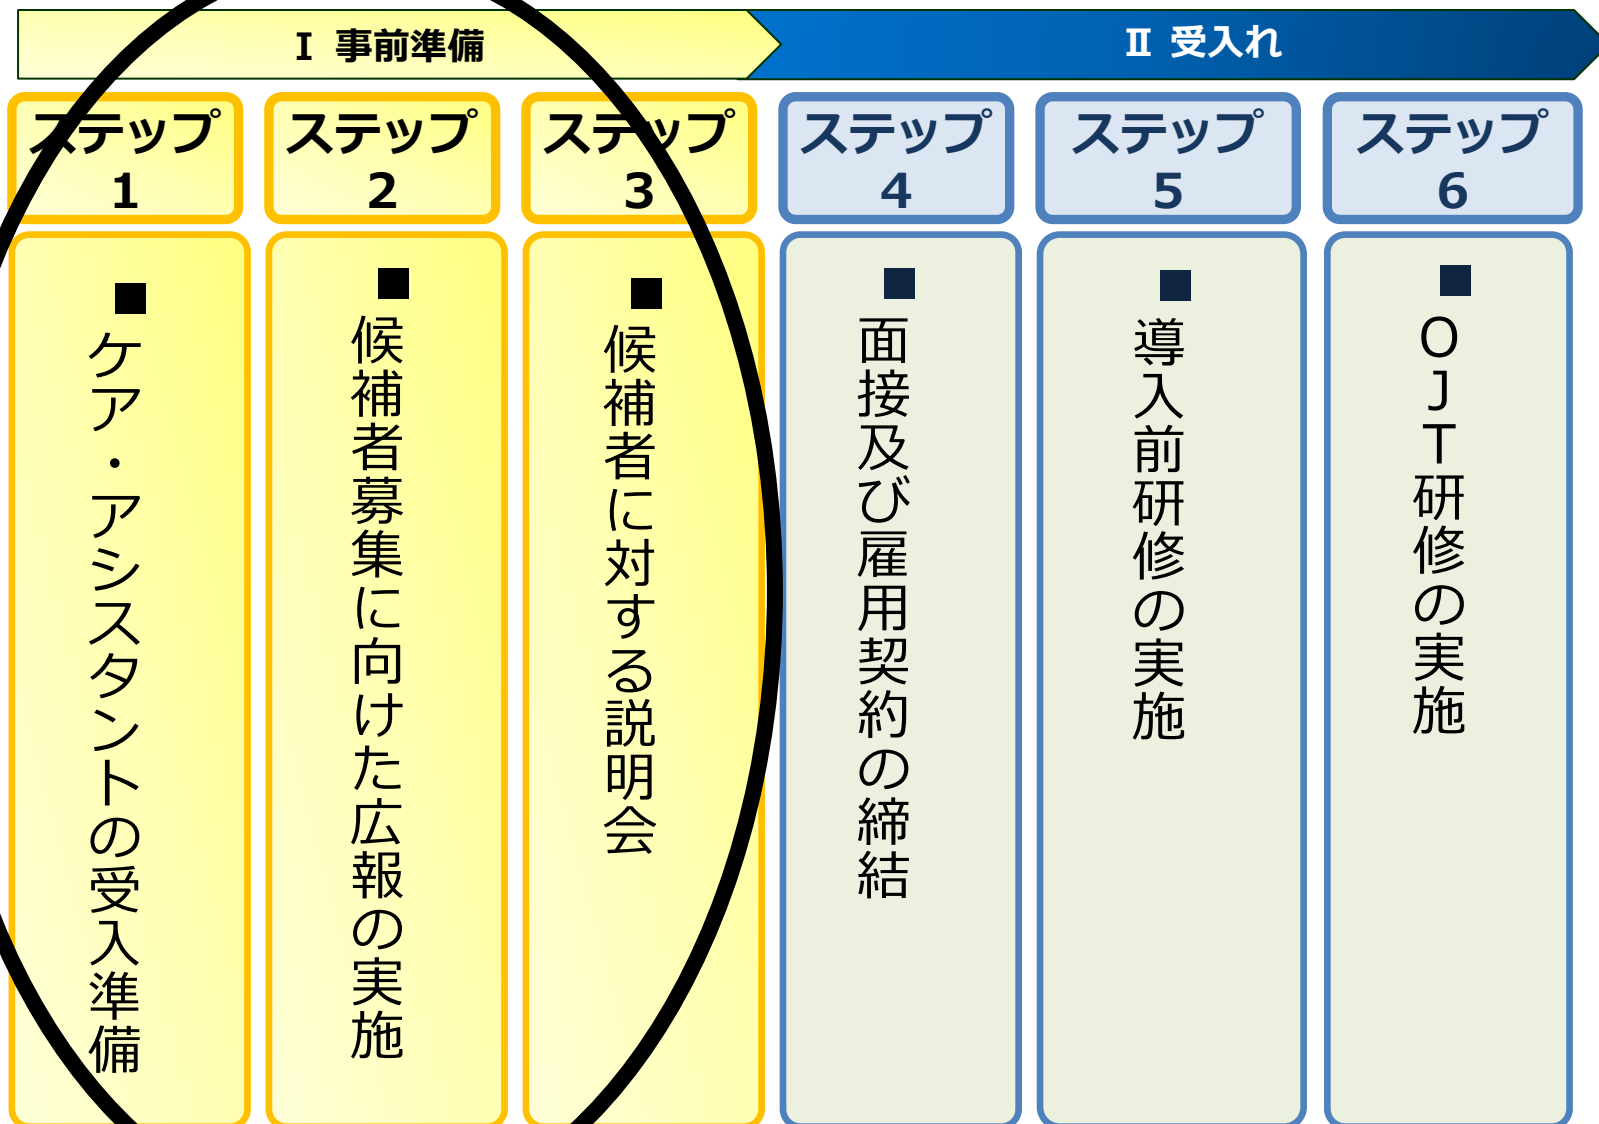 Ⅰ 事前準備
Ⅱ 受入れ
ステップ
1
ステップ
2
ステップ
3
ステップ
4
ステップ
5
ステップ
6
■ケア・アシスタントの受入準備
■候補者募集に向けた広報の実施
■候補者に対する説明会
■面接及び雇用契約の締結
■導入前研修の実施
■OJT研修の実施